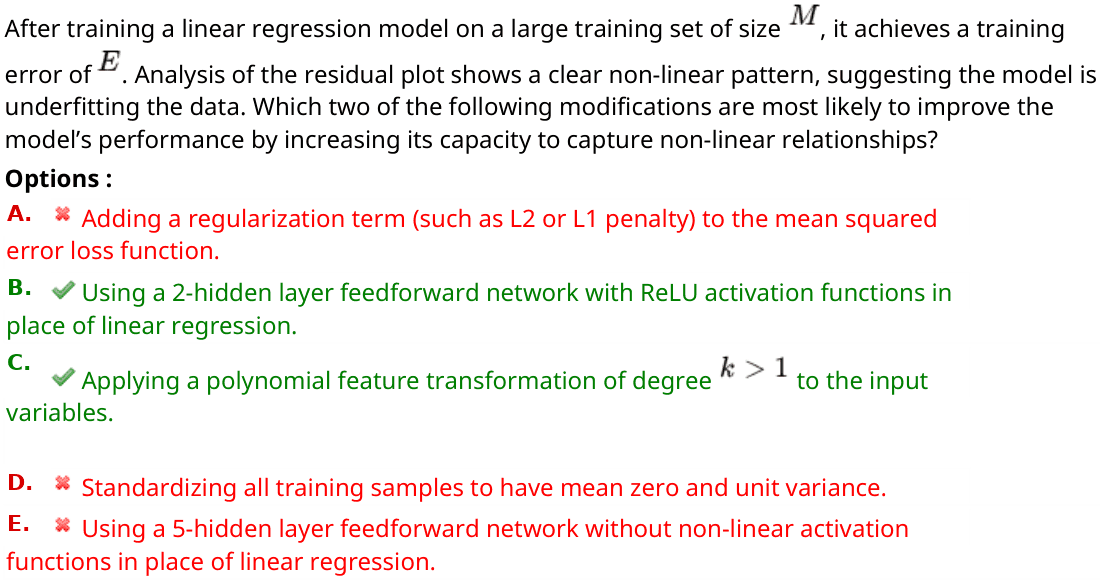 After training a linear regression model on a large training set of size M, it achieves a training
error of E. Analysis of the residual plot shows a clear non-linear pattern, suggesting the model is
underfitting the data. Which two of the following modifications are most likely to improve the
model’s performance by increasing its capacity to capture non-linear relationships?
Options :
A. ✖ Adding a regularization term (such as L2 or L1 penalty) to the mean squared
error loss function.
B. ✔ Using a 2-hidden layer feedforward network with ReLU activation functions in
place of linear regression.
C. ✔ Applying a polynomial feature transformation of degree k > 1 to the input
variables.
D. ✖ Standardizing all training samples to have mean zero and unit variance.
E. ✖ Using a 5-hidden layer feedforward network without non-linear activation
functions in place of linear regression.